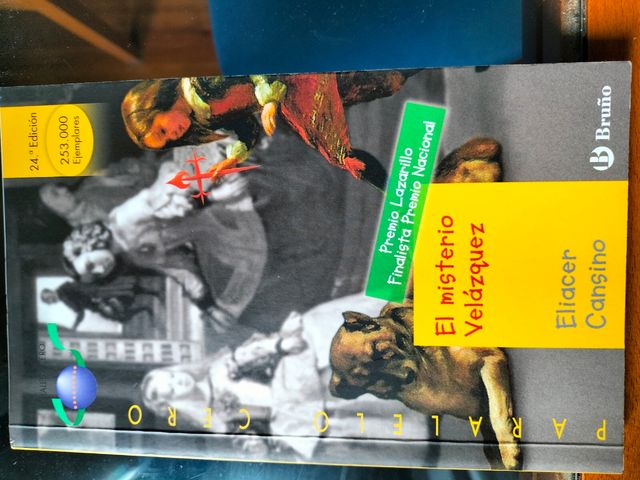 24.ª Edición
253.000
Ejemplares
PARALELO CERO
Premio Lazarillo
Finalista Premio Nacional
El misterio
Velázquez
Eliacer
Cansino
Bruño